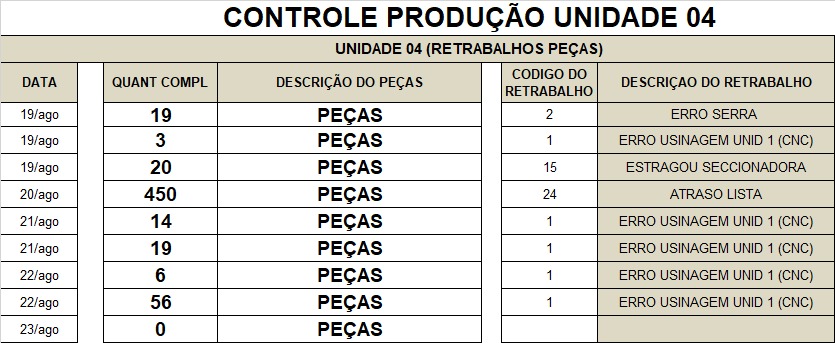 CONTROLE PRODUÇÃO UNIDADE 04
UNIDADE 04 (RETRABALHOS PEÇAS)
DATA QUANT COMPL DESCRIÇÃO DO PEÇAS CODIGO DO RETRABALHO DESCRIÇAO DO RETRABALHO
19/ago 19 PEÇAS 2 ERRO SERRA
19/ago 3 PEÇAS 1 ERRO USINAGEM UNID 1 (CNC)
19/ago 20 PEÇAS 15 ESTRAGOU SECCIONADORA
20/ago 450 PEÇAS 24 ATRASO LISTA
21/ago 14 PEÇAS 1 ERRO USINAGEM UNID 1 (CNC)
21/ago 19 PEÇAS 1 ERRO USINAGEM UNID 1 (CNC)
22/ago 6 PEÇAS 1 ERRO USINAGEM UNID 1 (CNC)
22/ago 56 PEÇAS 1 ERRO USINAGEM UNID 1 (CNC)
23/ago 0 PEÇAS